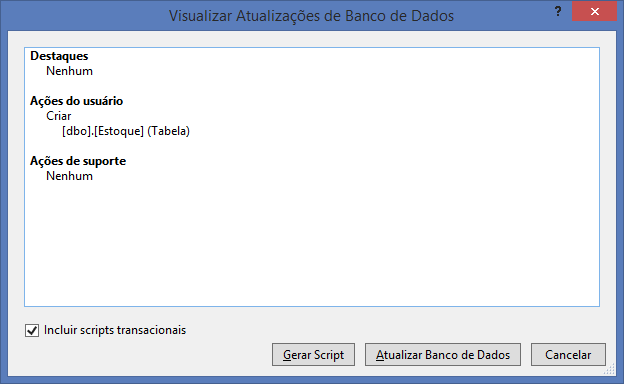 Visualizar Atualizações de Banco de Dados
?
Destaques
Nenhum
Ações do usuário
Criar
[dbo].[Estoque] (Tabela)
Ações de suporte
Nenhum
Incluir scripts transacionais
Gerar Script
Atualizar Banco de Dados
Cancelar